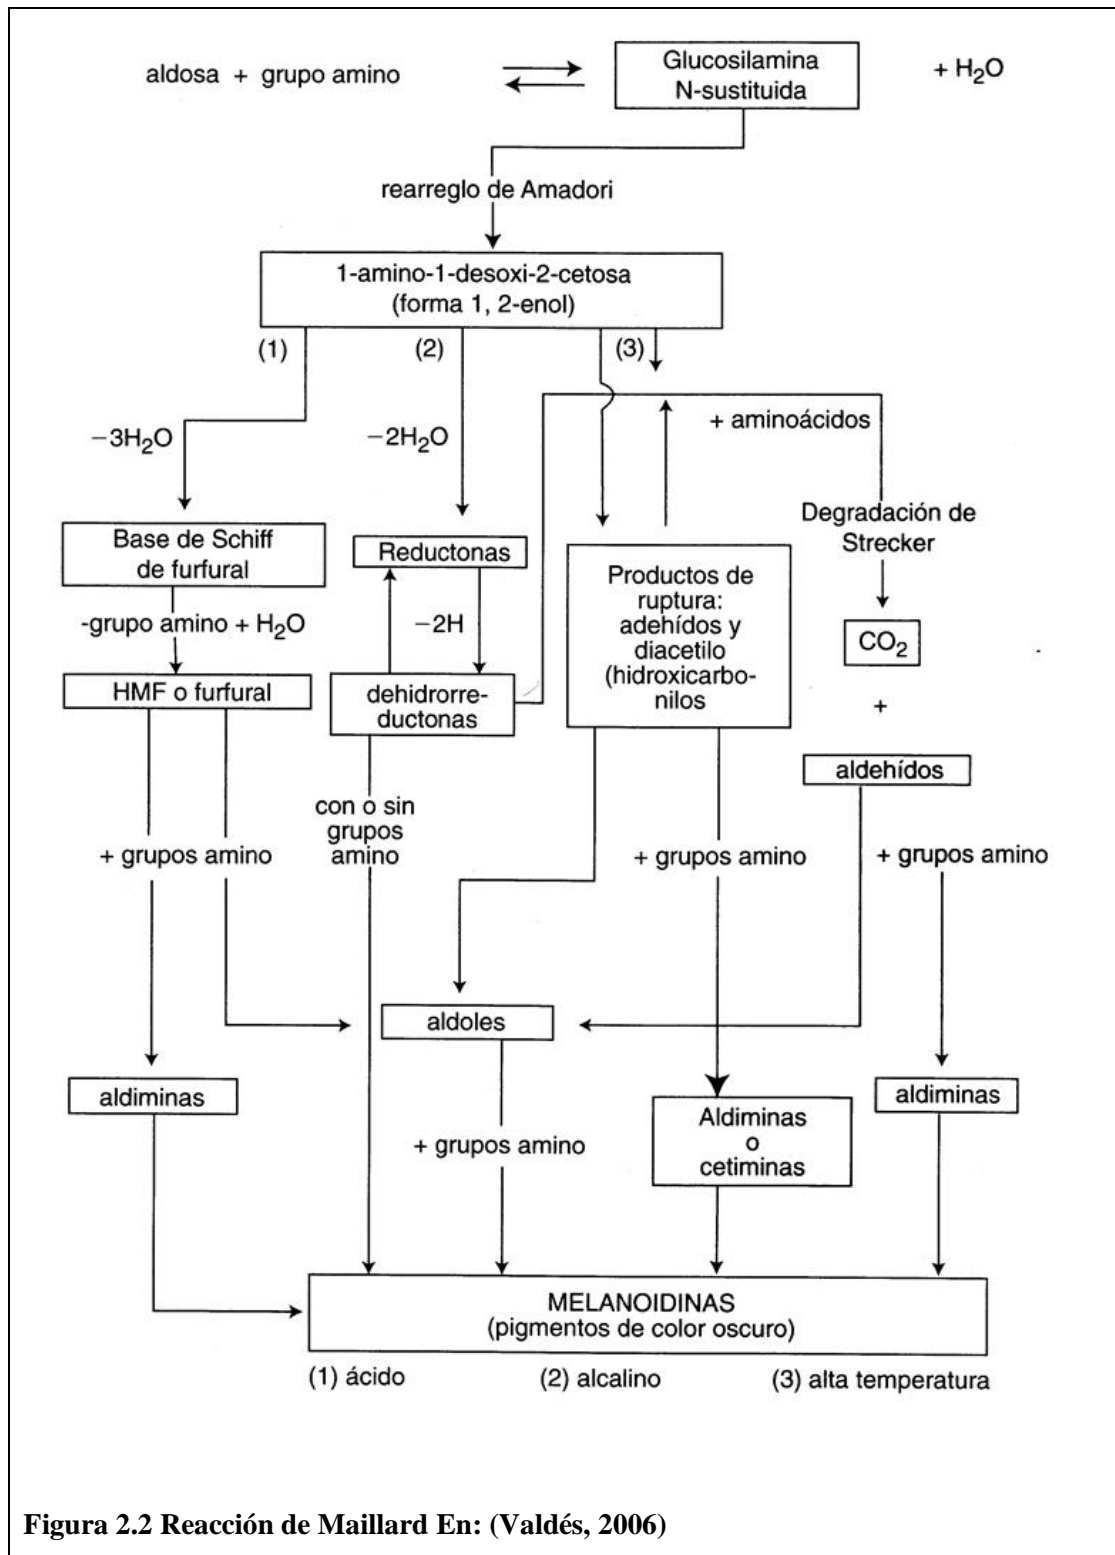 aldosa + grupo amino
Glucosilamina
N-sustituida
+ H₂O
rearreglo de Amadori
1-amino-1-desoxi-2-cetosa
(forma 1, 2-enol)
(1)
(2)
(3)
−3H₂O
−2H₂O
+ aminoácidos
Degradación de
Strecker
Base de Schiff
de furfural
Reductonas
Productos de
ruptura:
adehídos y
diacetilo
(hidroxicarbo-
nilos
-grupo amino + H₂O
−2H
CO₂
HMF o furfural
dehidrorre-
ductonas
+
aldehídos
con o sin
grupos
amino
+ grupos amino
+ grupos amino
+ grupos amino
aldoles
aldiminas
+ grupos amino
Aldiminas
o
cetiminas
aldiminas
MELANOIDINAS
(pigmentos de color oscuro)
(1) ácido
(2) alcalino
(3) alta temperatura
Figura 2.2 Reacción de Maillard En: (Valdés, 2006)